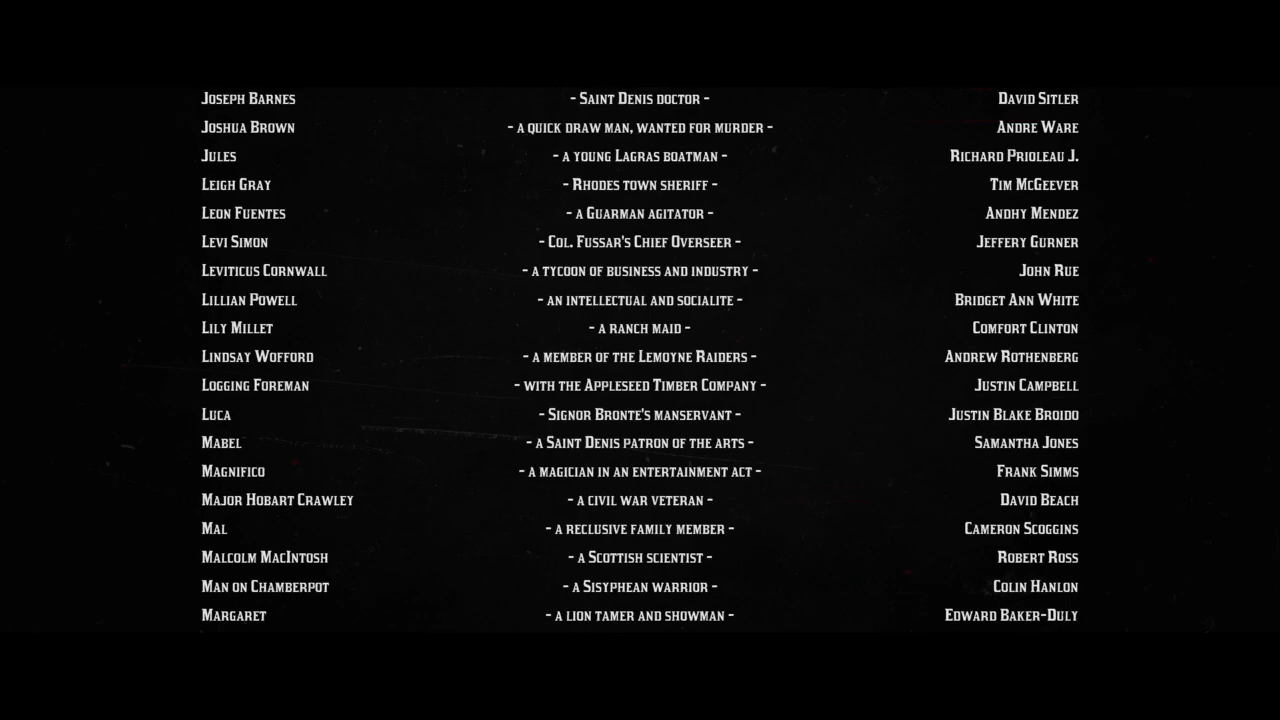 Joseph Barnes - Saint Denis doctor - David Sitler
Joshua Brown - a quick draw man, wanted for murder - Andre Ware
Jules - a young Lagras boatman - Richard Prioleau J.
Leigh Gray - Rhodes town sheriff - Tim McGeever
Leon Fuentes - a Guarman agitator - Andhy Mendez
Levi Simon - Col. Fussar's Chief Overseer - Jeffery Gurner
Leviticus Cornwall - a tycoon of business and industry - John Rue
Lillian Powell - an intellectual and socialite - Bridget Ann White
Lily Millet - a ranch maid - Comfort Clinton
Lindsay Wofford - a member of the Lemoyne Raiders - Andrew Rothenberg
Logging Foreman - with the Appleseed Timber Company - Justin Campbell
Luca - Signor Bronte's manservant - Justin Blake Broido
Mabel - a Saint Denis patron of the arts - Samantha Jones
Magnifico - a magician in an entertainment act - Frank Simms
Major Hobart Crawley - a civil war veteran - David Beach
Mal - a reclusive family member - Cameron Scoggins
Malcolm MacIntosh - a Scottish scientist - Robert Ross
Man on Chamberpot - a Sisyphean warrior - Colin Hanlon
Margaret - a lion tamer and showman - Edward Baker-Duly